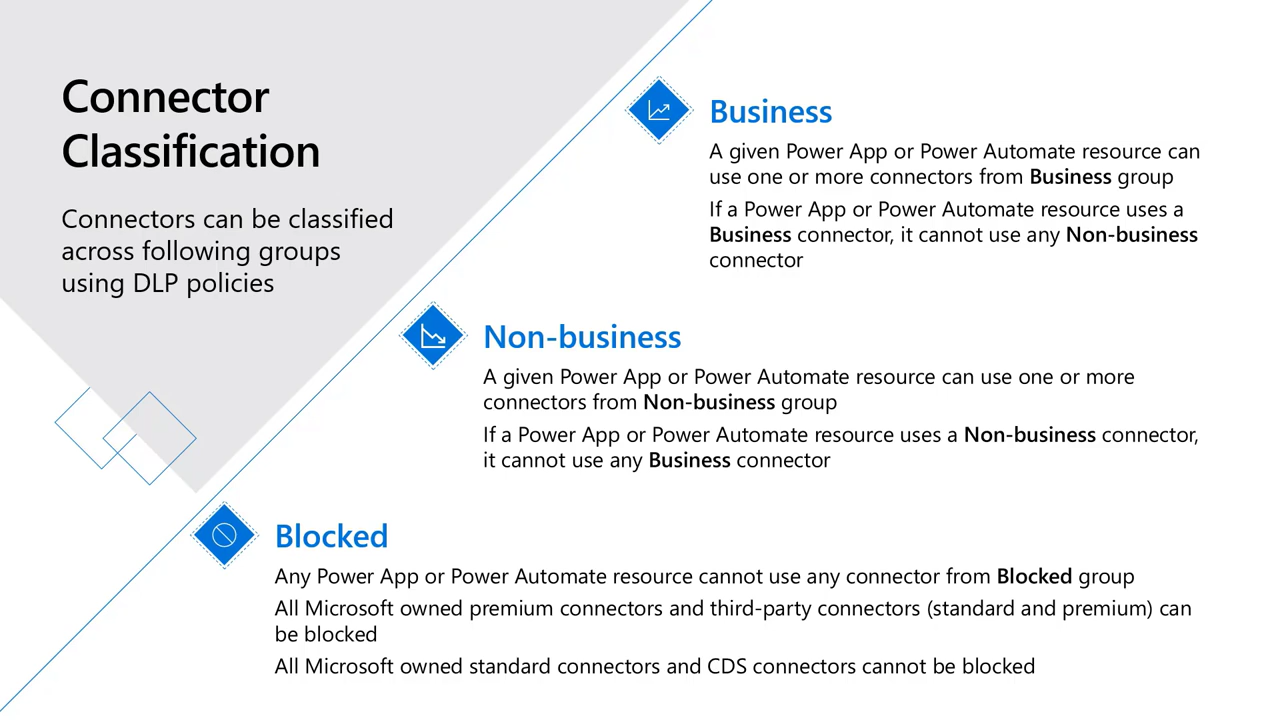 Connector
Classification
Connectors can be classified
across following groups
using DLP policies
Business
A given Power App or Power Automate resource can
use one or more connectors from Business group
If a Power App or Power Automate resource uses a
Business connector, it cannot use any Non-business
connector
Non-business
A given Power App or Power Automate resource can use one or more
connectors from Non-business group
If a Power App or Power Automate resource uses a Non-business connector,
it cannot use any Business connector
Blocked
Any Power App or Power Automate resource cannot use any connector from Blocked group
All Microsoft owned premium connectors and third-party connectors (standard and premium) can
be blocked
All Microsoft owned standard connectors and CDS connectors cannot be blocked